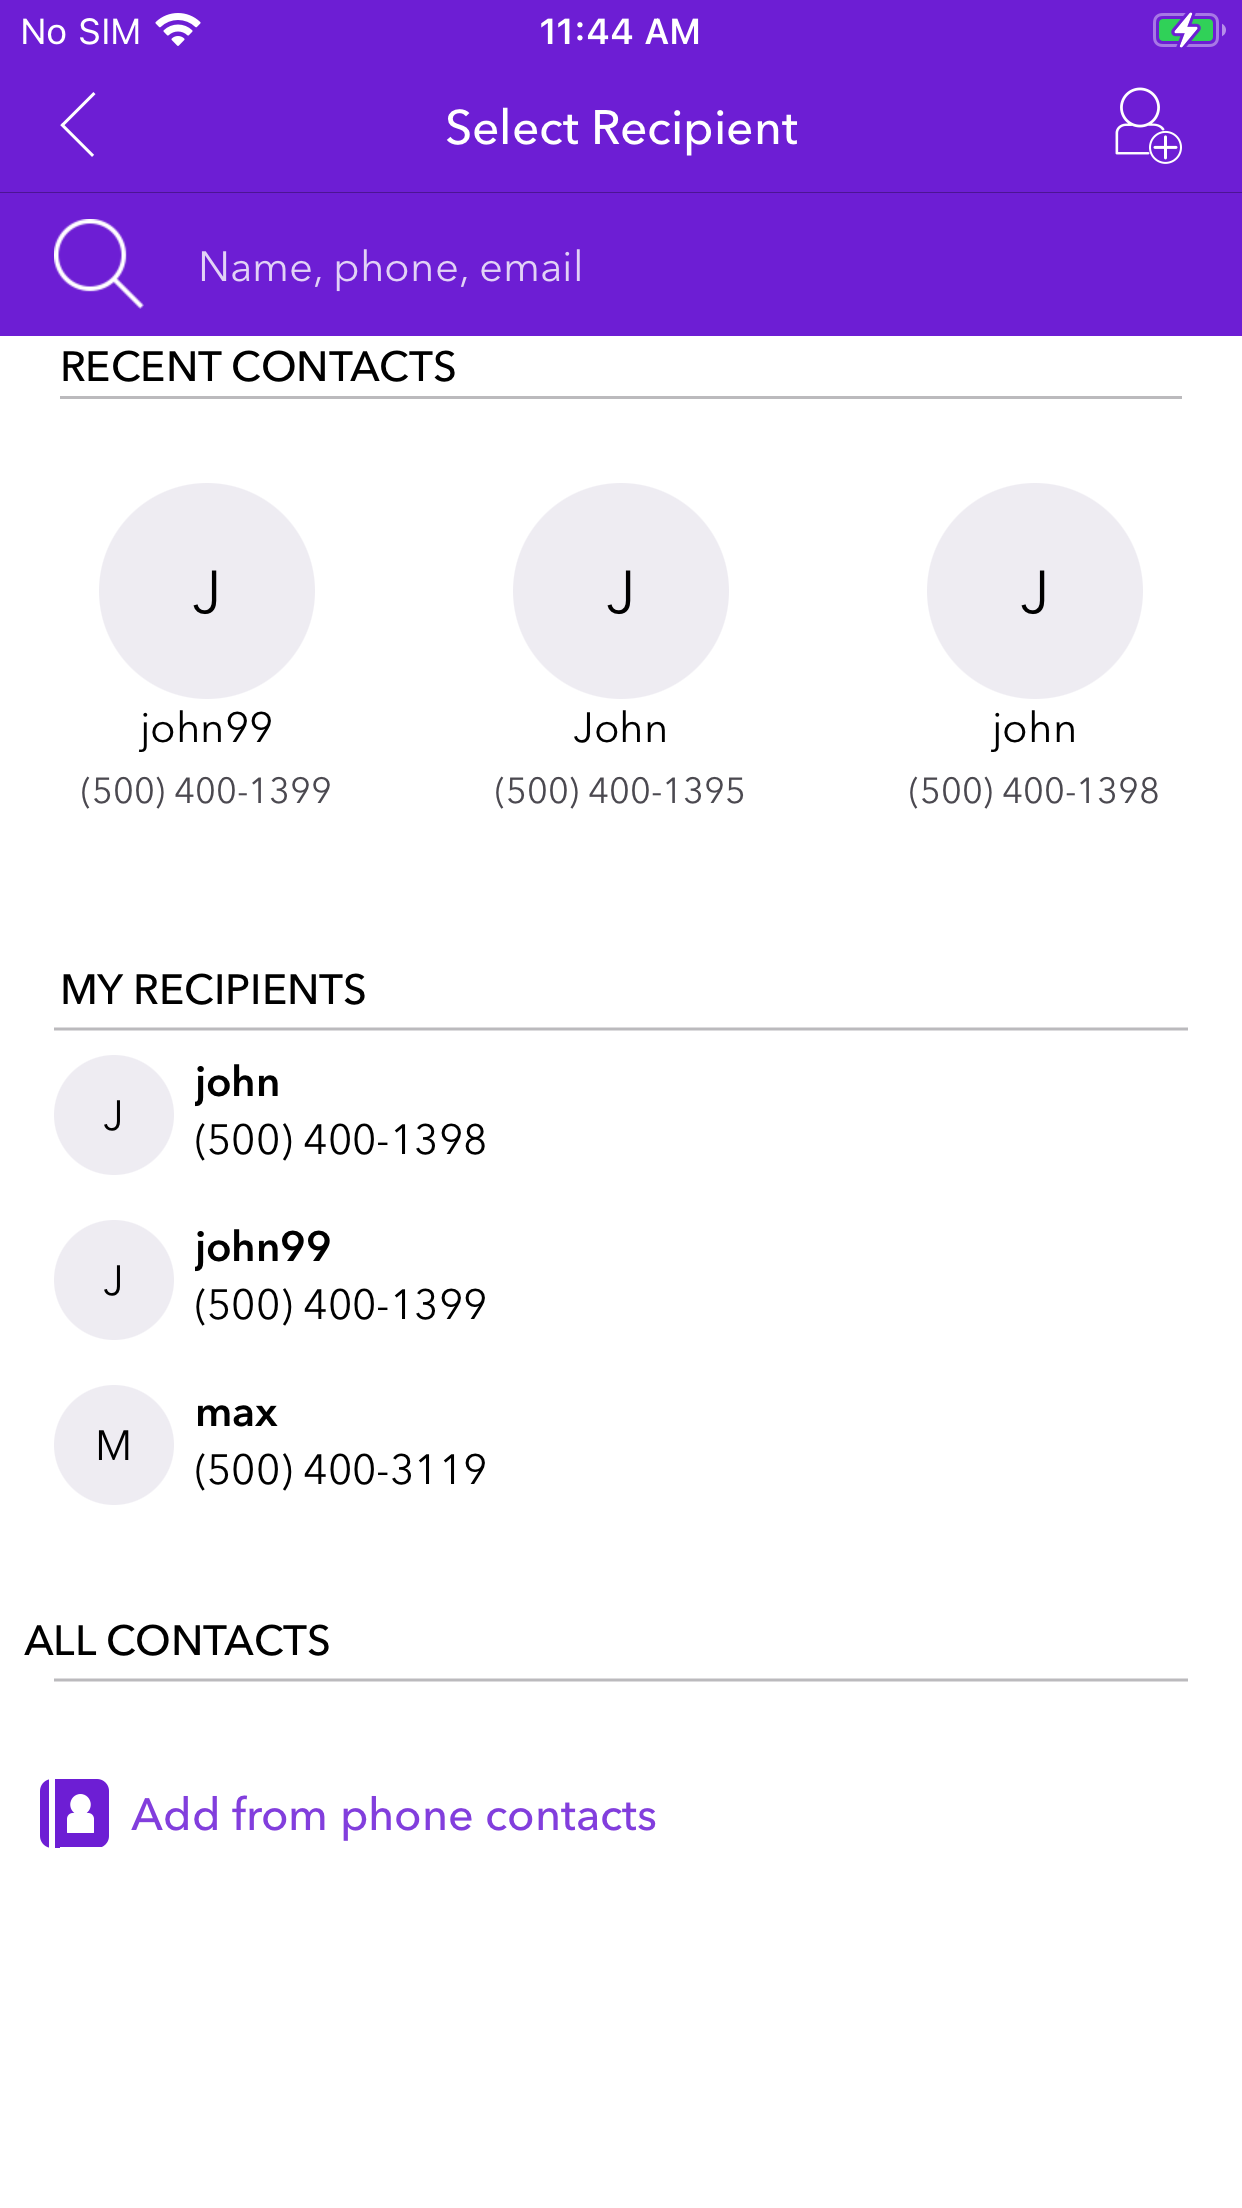 No SIM 11:44 AM
Select Recipient
Name, phone, email
RECENT CONTACTS
J J J
john99 John john
(500) 400-1399 (500) 400-1395 (500) 400-1398
MY RECIPIENTS
J
john
(500) 400-1398
J
john99
(500) 400-1399
M
max
(500) 400-3119
ALL CONTACTS
Add from phone contacts